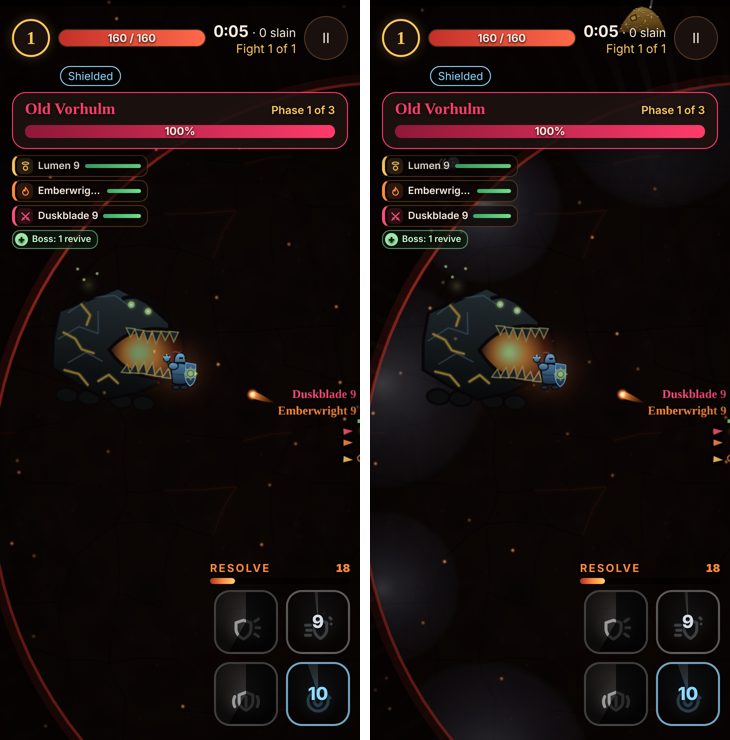 1
160 / 160
0:05 · 0 slain
Fight 1 of 1
Shielded
Old Vorhulm
Phase 1 of 3
100%
Lumen 9
Emberwrig...
Duskblade 9
Boss: 1 revive
Duskblade 9
Emberwright 9
RESOLVE
18
9
10
1
160 / 160
0:05 · 0 slain
Fight 1 of 1
Shielded
Old Vorhulm
Phase 1 of 3
100%
Lumen 9
Emberwrig...
Duskblade 9
Boss: 1 revive
Duskblade 9
Emberwright 9
RESOLVE
18
9
10